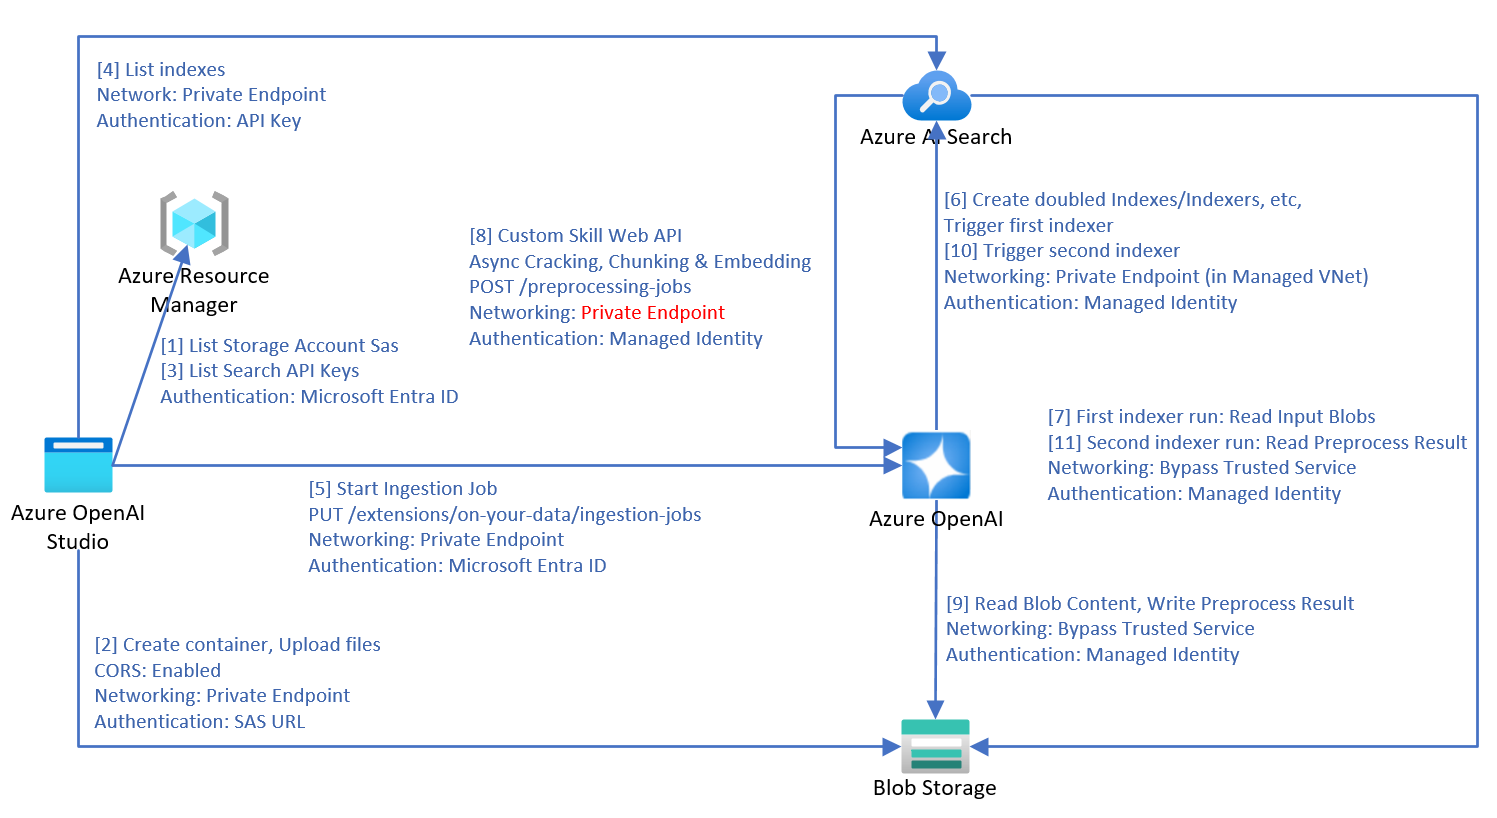 [4] List indexes
Network: Private Endpoint
Authentication: API Key
Azure AI Search
[6] Create doubled Indexes/Indexers, etc,
Trigger first indexer
[10] Trigger second indexer
Networking: Private Endpoint (in Managed VNet)
Authentication: Managed Identity
[8] Custom Skill Web API
Async Cracking, Chunking & Embedding
POST /preprocessing-jobs
Networking: Private Endpoint
Authentication: Managed Identity
Azure Resource
Manager
[1] List Storage Account Sas
[3] List Search API Keys
Authentication: Microsoft Entra ID
[7] First indexer run: Read Input Blobs
[11] Second indexer run: Read Preprocess Result
Networking: Bypass Trusted Service
Authentication: Managed Identity
Azure OpenAI
Studio
[5] Start Ingestion Job
PUT /extensions/on-your-data/ingestion-jobs
Networking: Private Endpoint
Authentication: Microsoft Entra ID
Azure OpenAI
[9] Read Blob Content, Write Preprocess Result
Networking: Bypass Trusted Service
Authentication: Managed Identity
[2] Create container, Upload files
CORS: Enabled
Networking: Private Endpoint
Authentication: SAS URL
Blob Storage